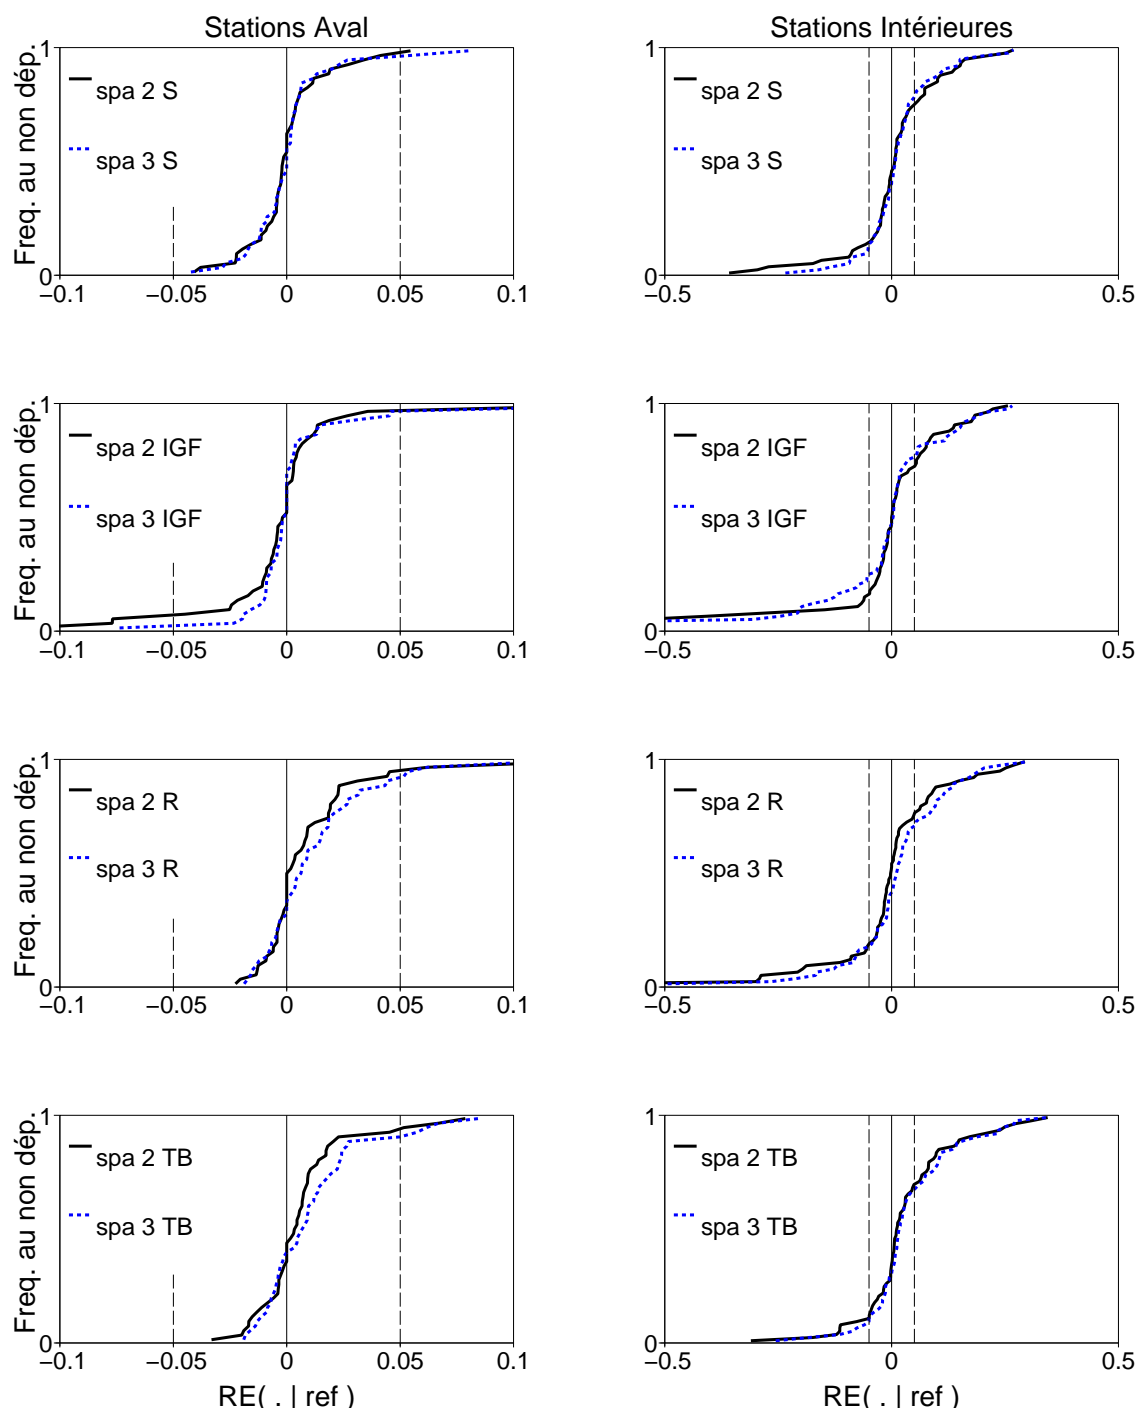 Stations Aval
Stations Intérieures
Freq. au non dép.
1
0
spa 2 S
spa 3 S
−0.1
−0.05
0
0.05
0.1
1
0
spa 2 S
spa 3 S
−0.5
0
0.5
Freq. au non dép.
1
0
spa 2 IGF
spa 3 IGF
−0.1
−0.05
0
0.05
0.1
1
0
spa 2 IGF
spa 3 IGF
−0.5
0
0.5
Freq. au non dép.
1
0
spa 2 R
spa 3 R
−0.1
−0.05
0
0.05
0.1
1
0
spa 2 R
spa 3 R
−0.5
0
0.5
Freq. au non dép.
1
0
spa 2 TB
spa 3 TB
−0.1
−0.05
0
0.05
0.1
RE( . | ref )
1
0
spa 2 TB
spa 3 TB
−0.5
0
0.5
RE( . | ref )